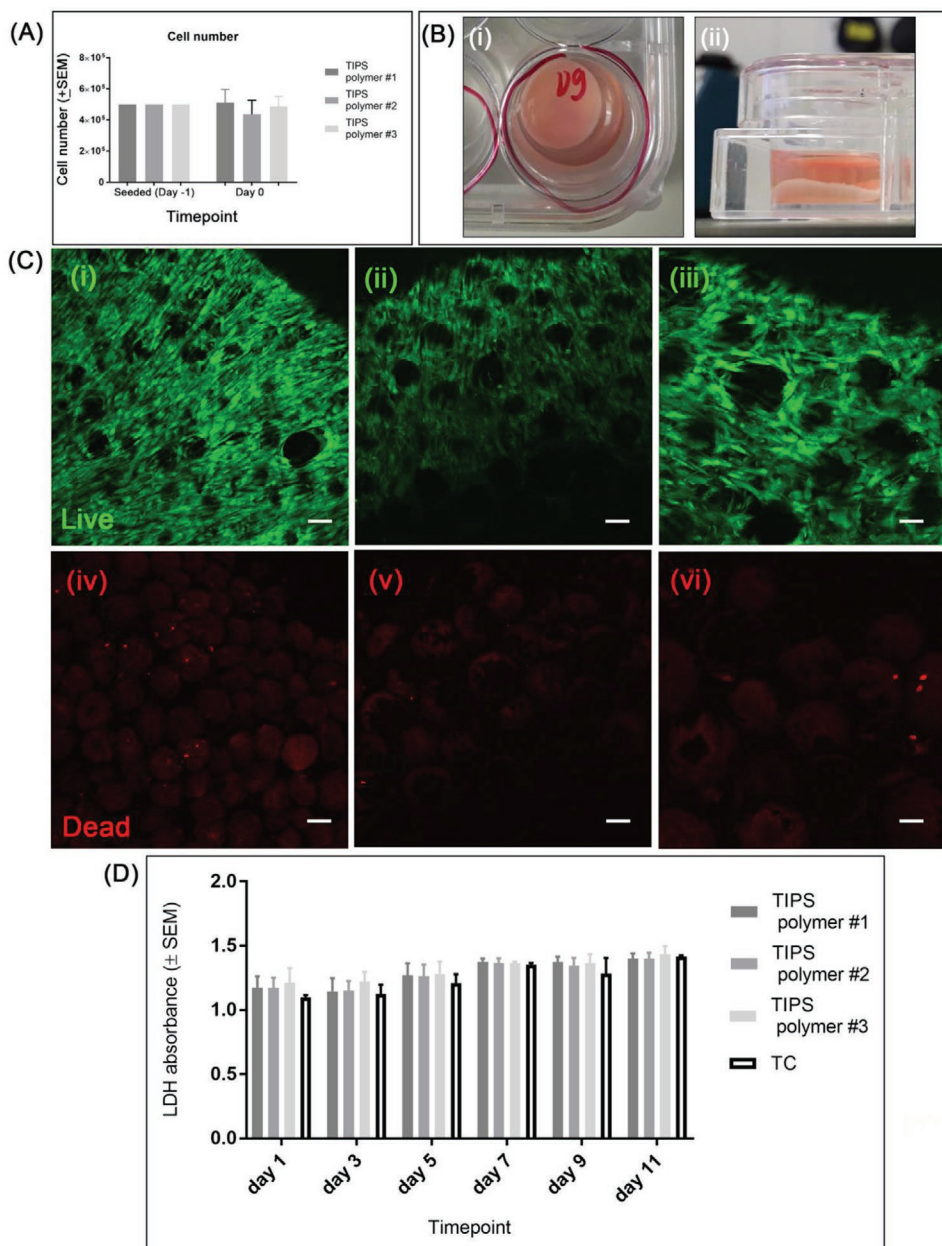 (A)
Cell number
Cell number (±SEM)
8×10⁵
6×10⁵
4×10⁵
2×10⁵
0
Seeded (Day -1)
Day 0
Timepoint
TIPS
polymer #1
TIPS
polymer #2
TIPS
polymer #3
(B)
(i)
(ii)
(C)
(i)
(ii)
(iii)
Live
(iv)
(v)
(vi)
Dead
(D)
LDH absorbance (± SEM)
2.0
1.5
1.0
0.5
0.0
day 1
day 3
day 5
day 7
day 9
day 11
Timepoint
TIPS
polymer #1
TIPS
polymer #2
TIPS
polymer #3
TC